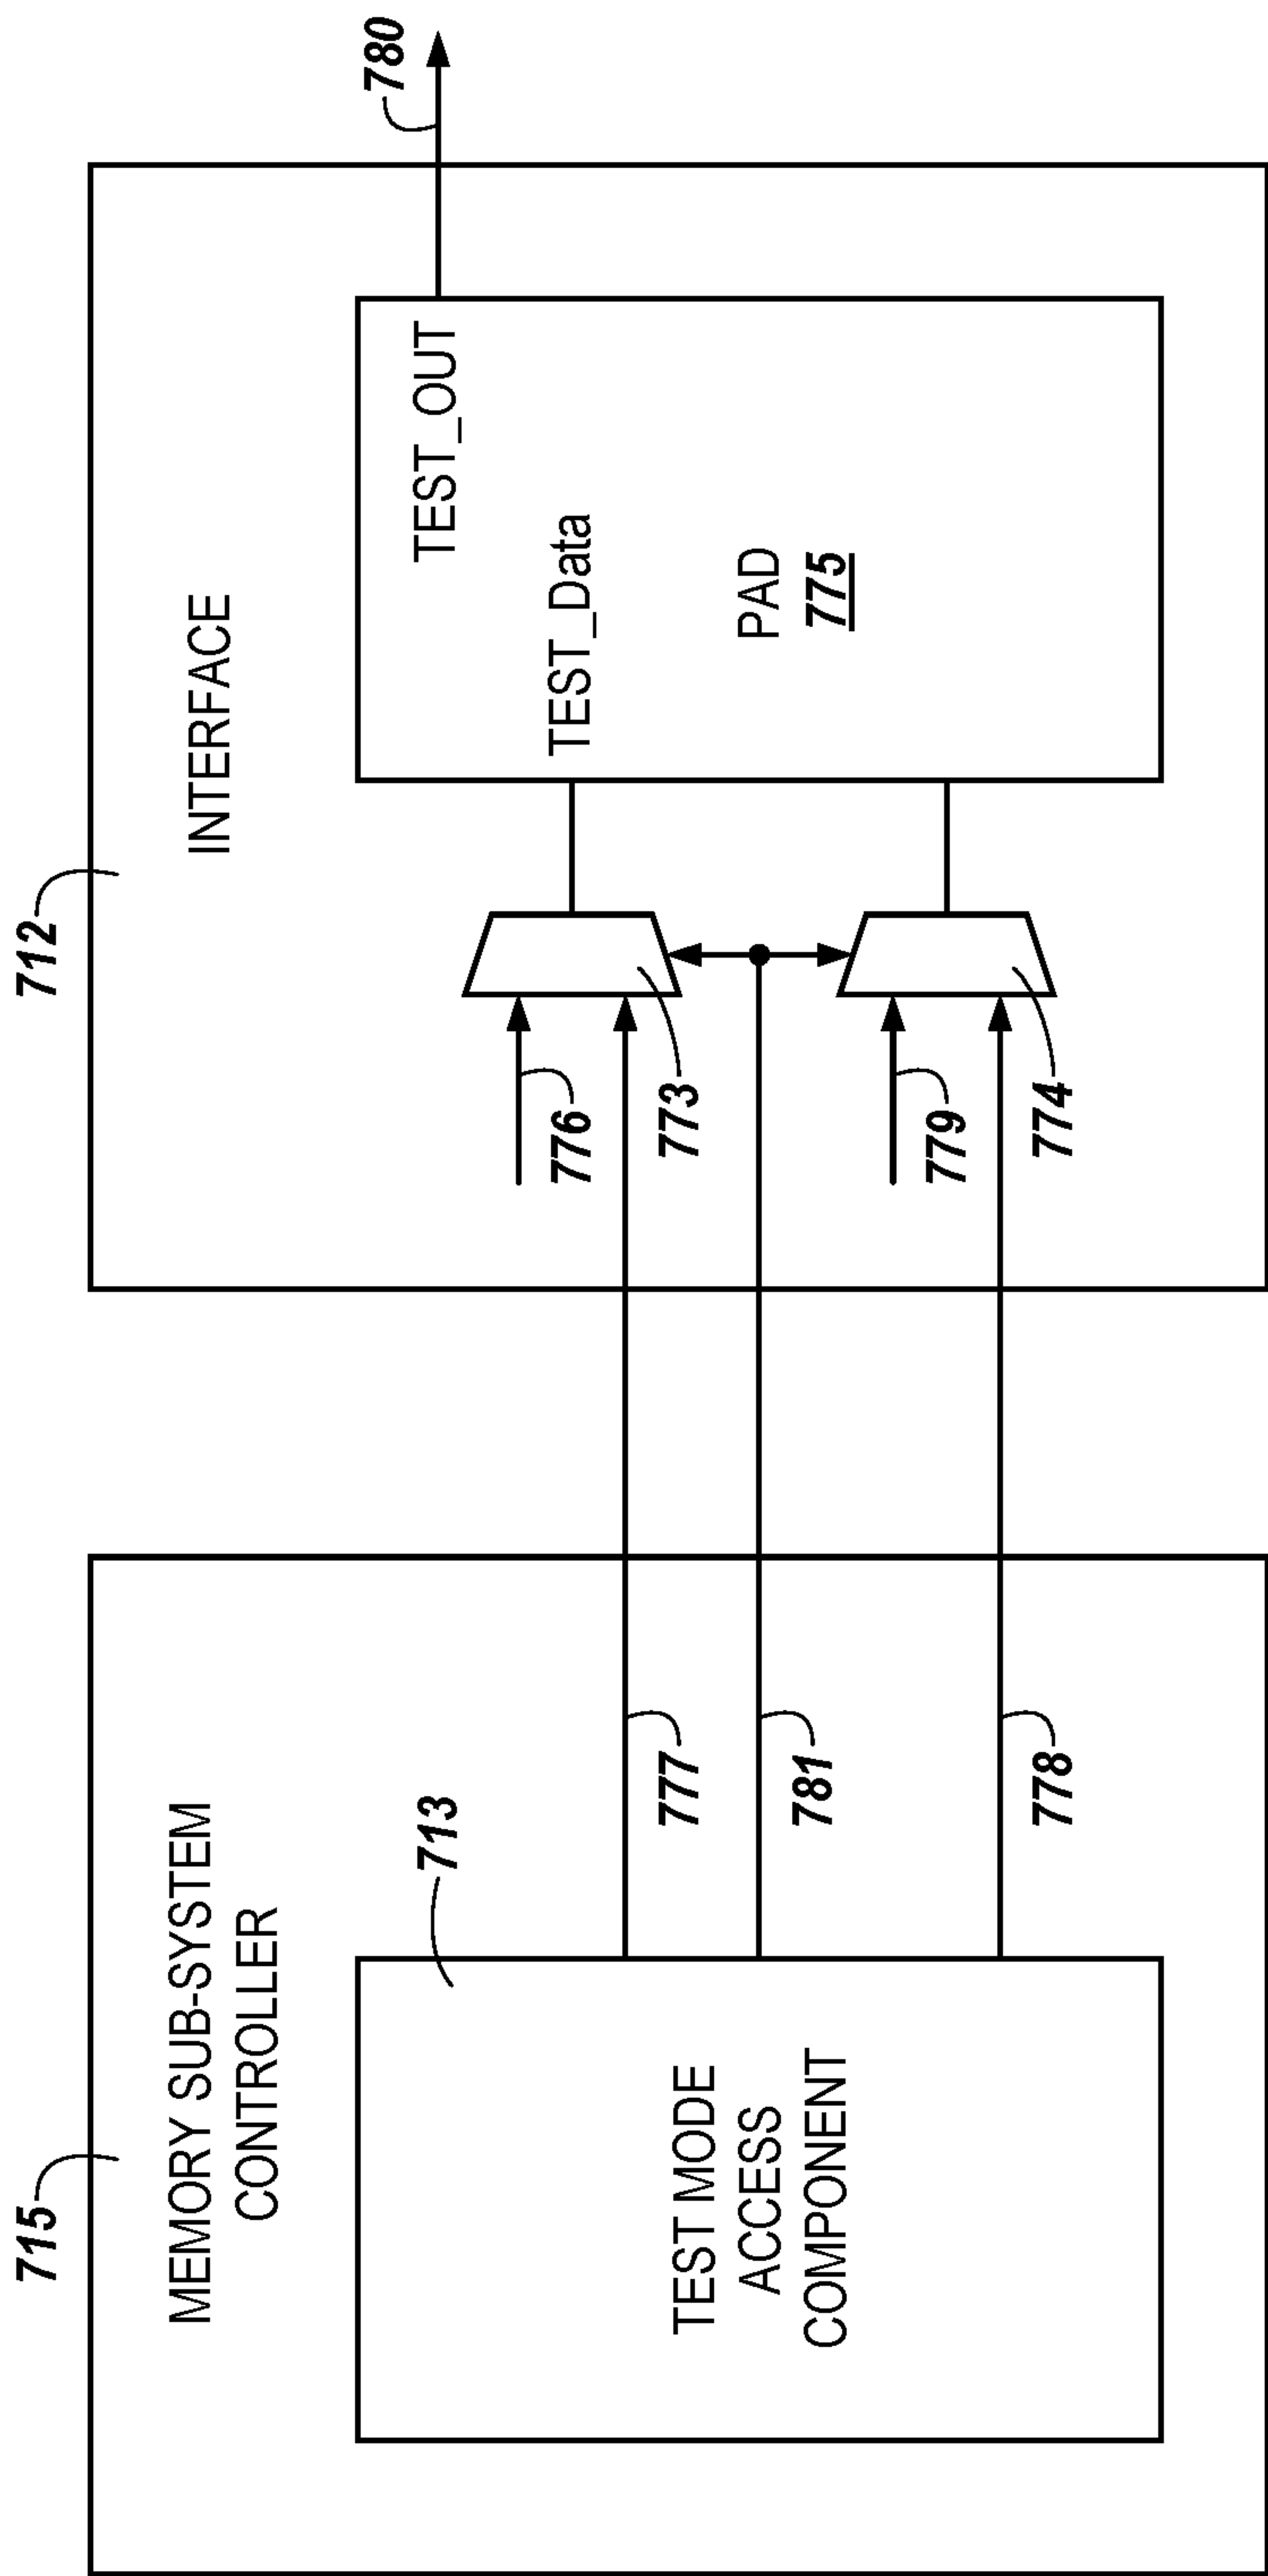 715
MEMORY SUB-SYSTEM
CONTROLLER
713
TEST MODE
ACCESS
COMPONENT
777
781
778
712
INTERFACE
776
773
779
774
TEST_OUT
TEST_Data
PAD
775
780